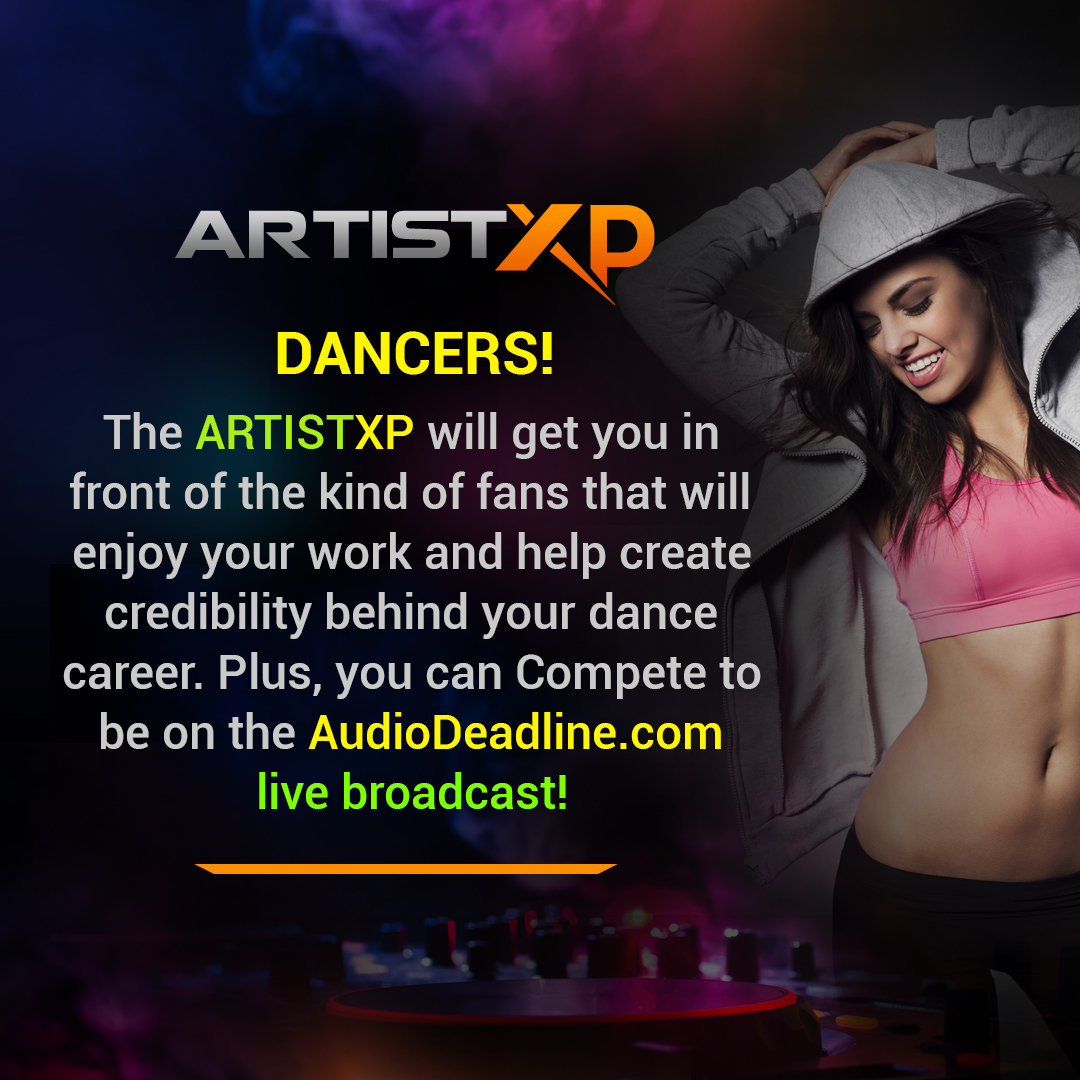 ARTISTXP
DANCERS!
The ARTISTXP will get you in
front of the kind of fans that will
enjoy your work and help create
credibility behind your dance
career. Plus, you can Compete to
be on the AudioDeadline.com
live broadcast!